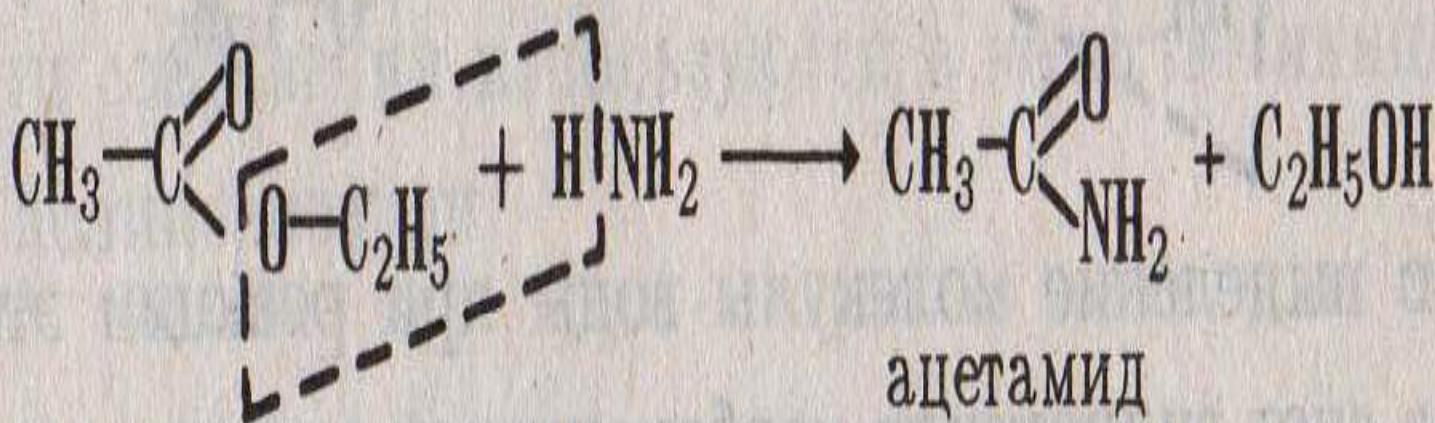 CH₃—C(=O)—O—C₂H₅ + H NH₂ ⟶ CH₃—C(=O)—NH₂ + C₂H₅OH
ацетамид